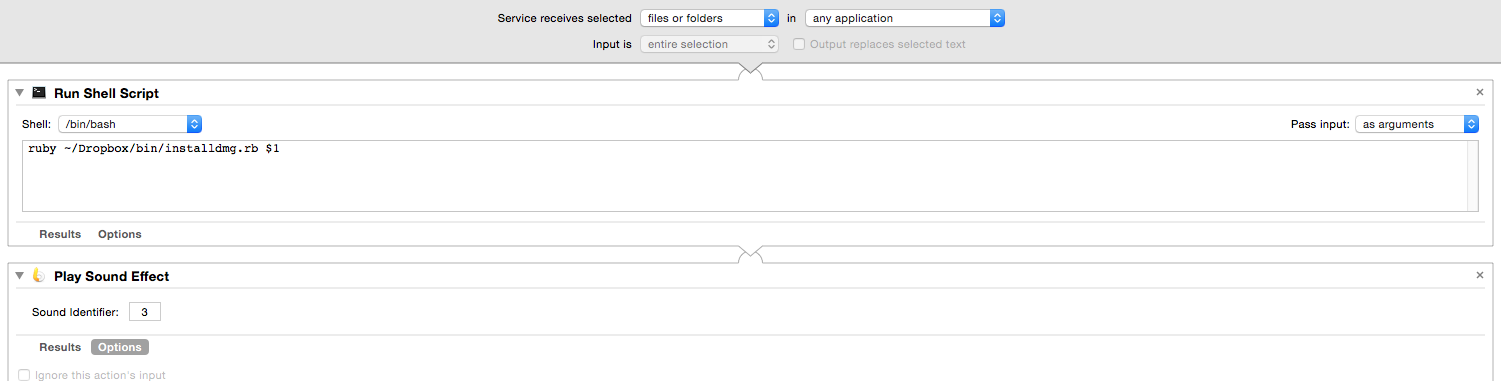 Service receives selected files or folders in any application
Input is entire selection Output replaces selected text
Run Shell Script
Shell: /bin/bash Pass input: as arguments
ruby ~/Dropbox/bin/installdmg.rb $1
Results Options
Play Sound Effect
Sound Identifier: 3
Results Options
Ignore this action's input